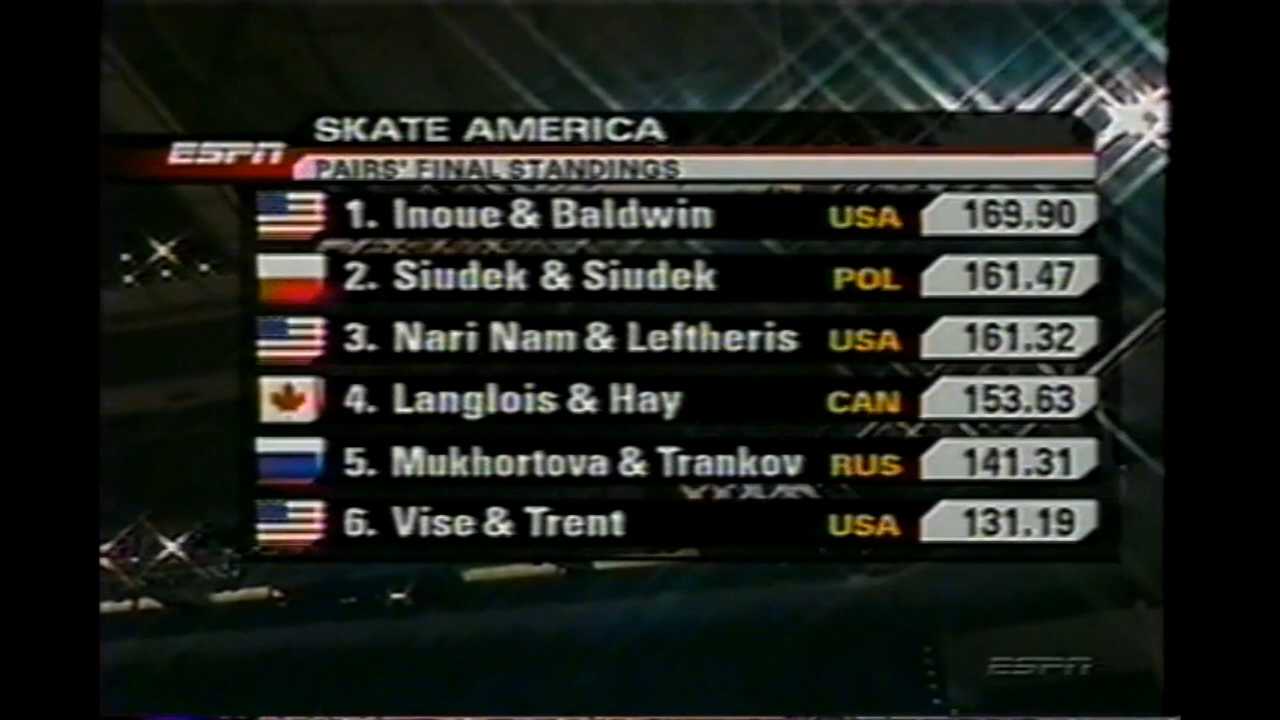 SKATE AMERICA
ESPN
PAIRS' FINAL STANDINGS
1. Inoue & Baldwin USA 169.90
2. Siudek & Siudek POL 161.47
3. Nari Nam & Leftheris USA 161.32
4. Langlois & Hay CAN 153.63
5. Mukhortova & Trankov RUS 141.31
6. Vise & Trent USA 131.19
ESPN